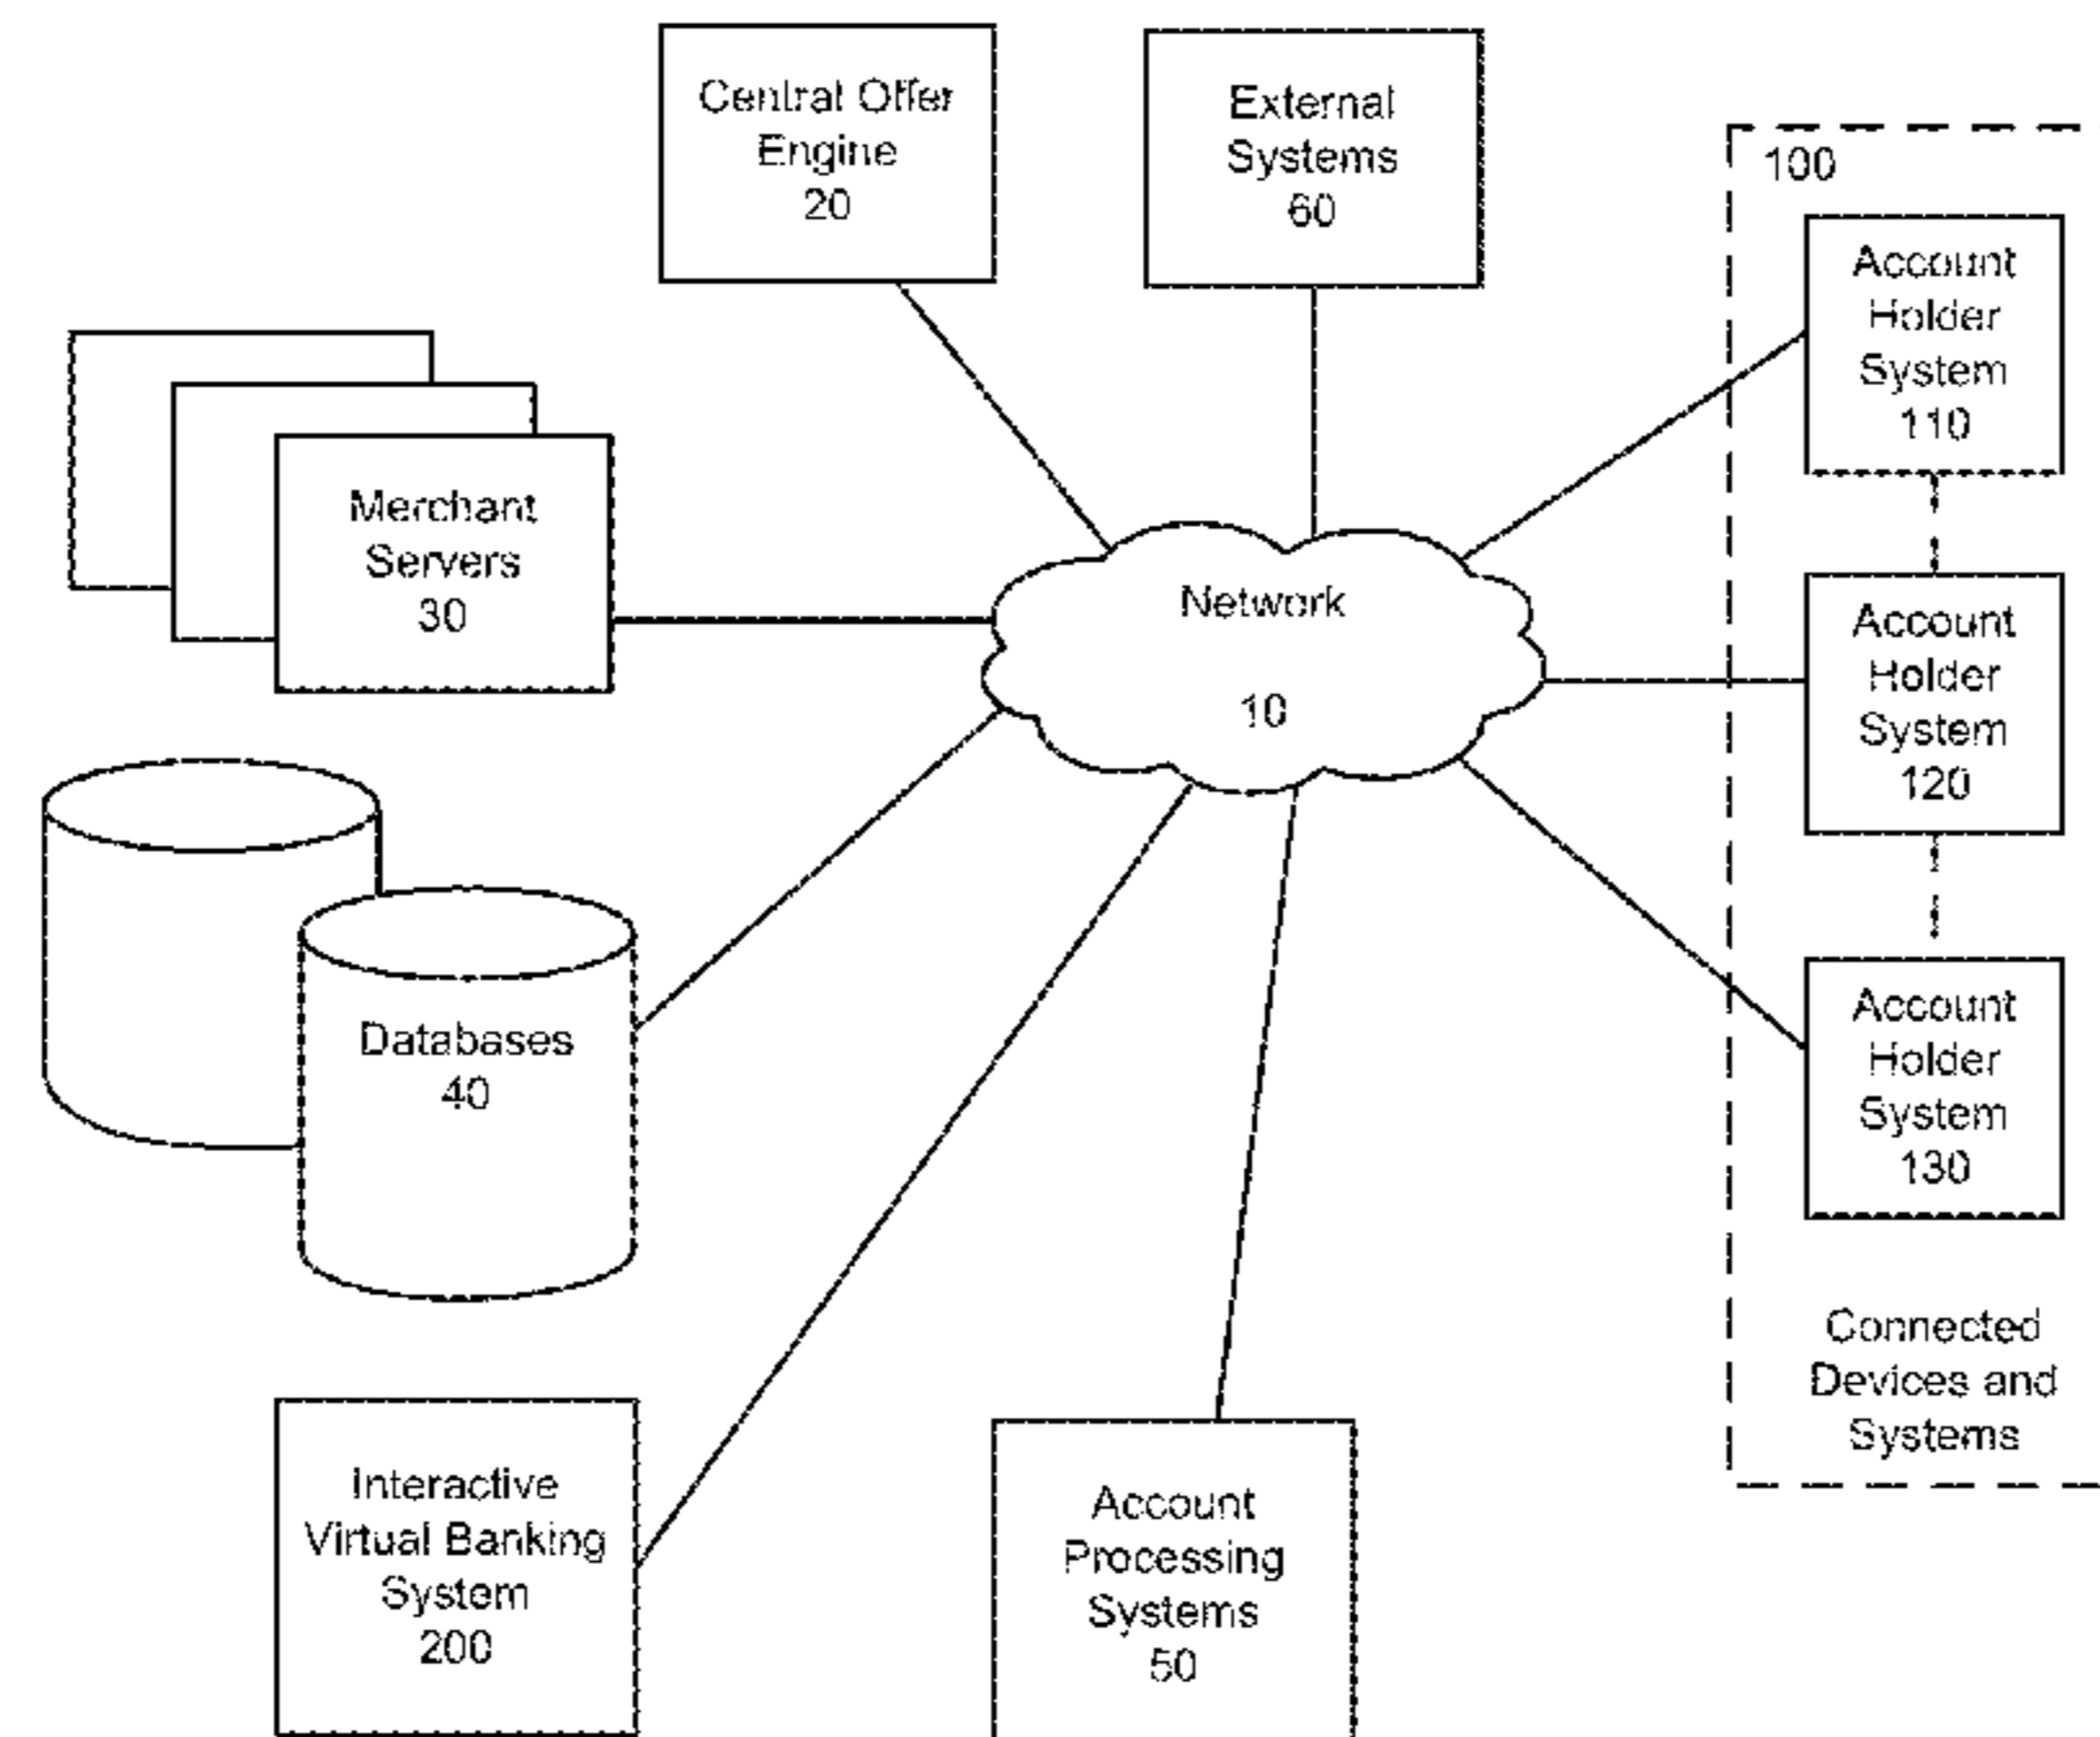 Central Offer
Engine
20
External
Systems
60
100
Account
Holder
System
110
Merchant
Servers
30
Network
10
Account
Holder
System
120
Databases
40
Account
Holder
System
130
Connected
Devices and
Systems
Interactive
Virtual Banking
System
200
Account
Processing
Systems
50